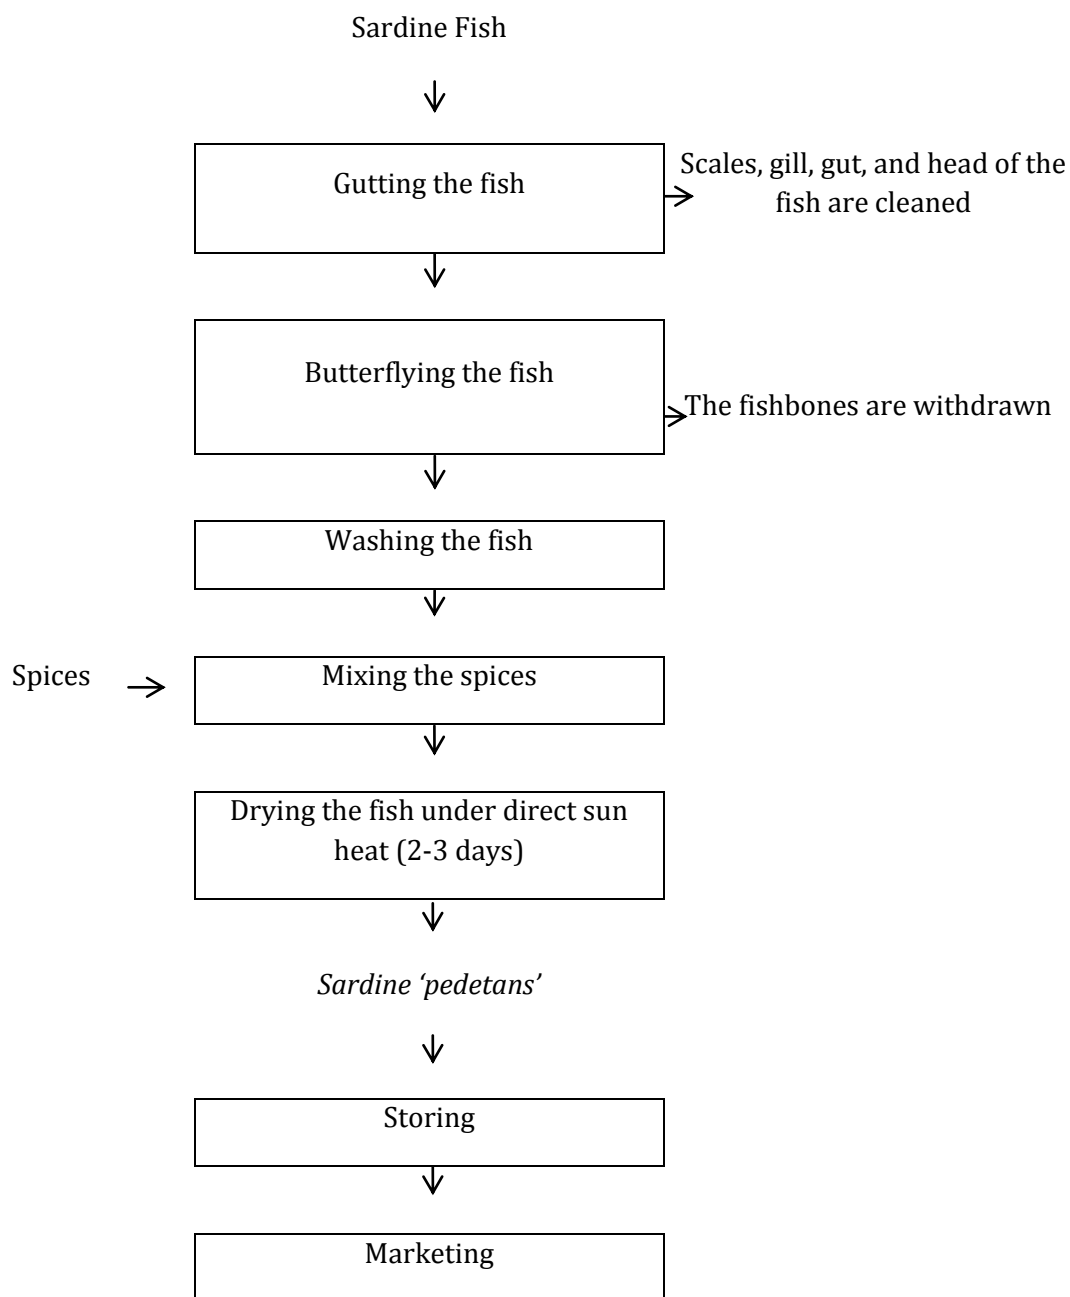 Sardine Fish
Gutting the fish
Scales, gill, gut, and head of the
fish are cleaned
Butterflying the fish
The fishbones are withdrawn
Washing the fish
Spices
Mixing the spices
Drying the fish under direct sun
heat (2-3 days)
Sardine ‘pedetans’
Storing
Marketing